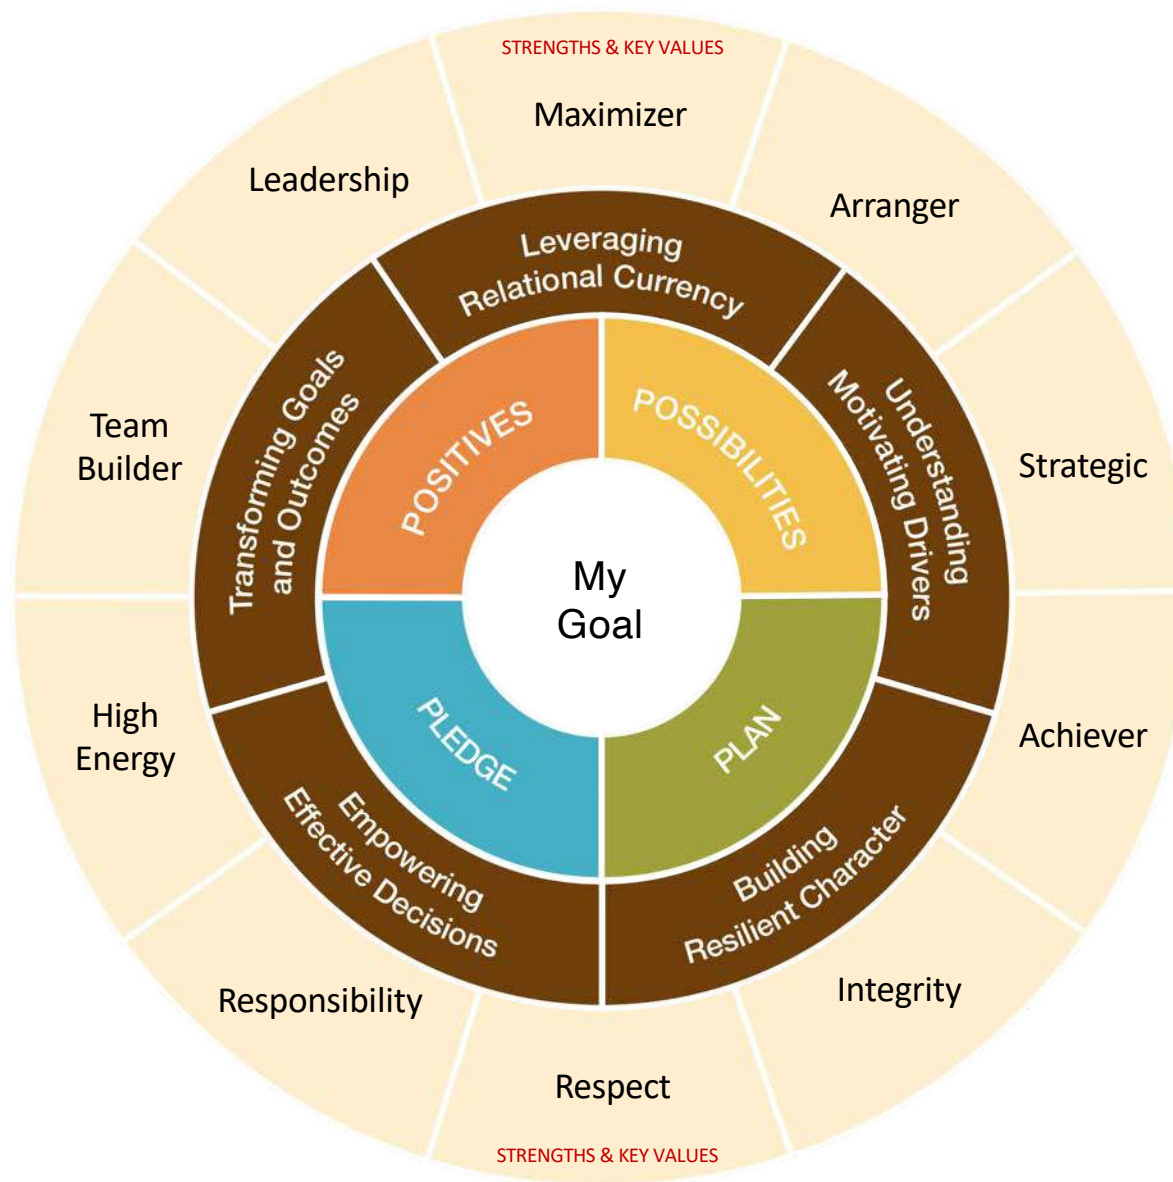 STRENGTHS & KEY VALUES
Maximizer
Arranger
Strategic
Achiever
Integrity
Respect
STRENGTHS & KEY VALUES
Responsibility
High
Energy
Team
Builder
Leadership
Leveraging
Relational Currency
Understanding
Motivating Drivers
Building
Resilient Character
Empowering
Effective Decisions
Transforming Goals
and Outcomes
POSITIVES
POSSIBILITIES
PLAN
PLEDGE
My
Goal